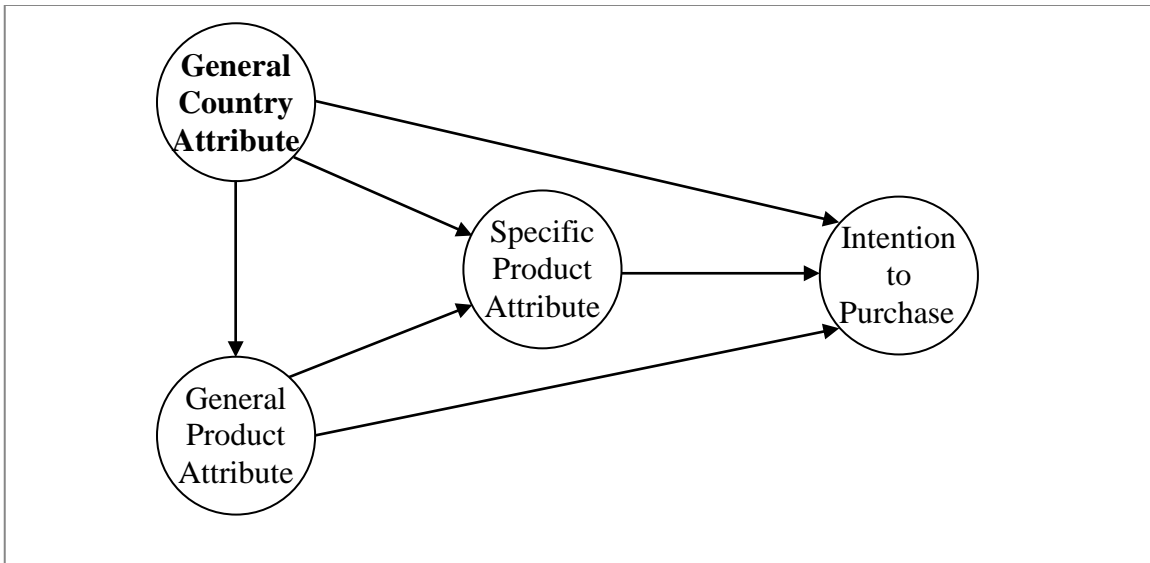 General
Country
Attribute
Specific
Product
Attribute
Intention
to
Purchase
General
Product
Attribute